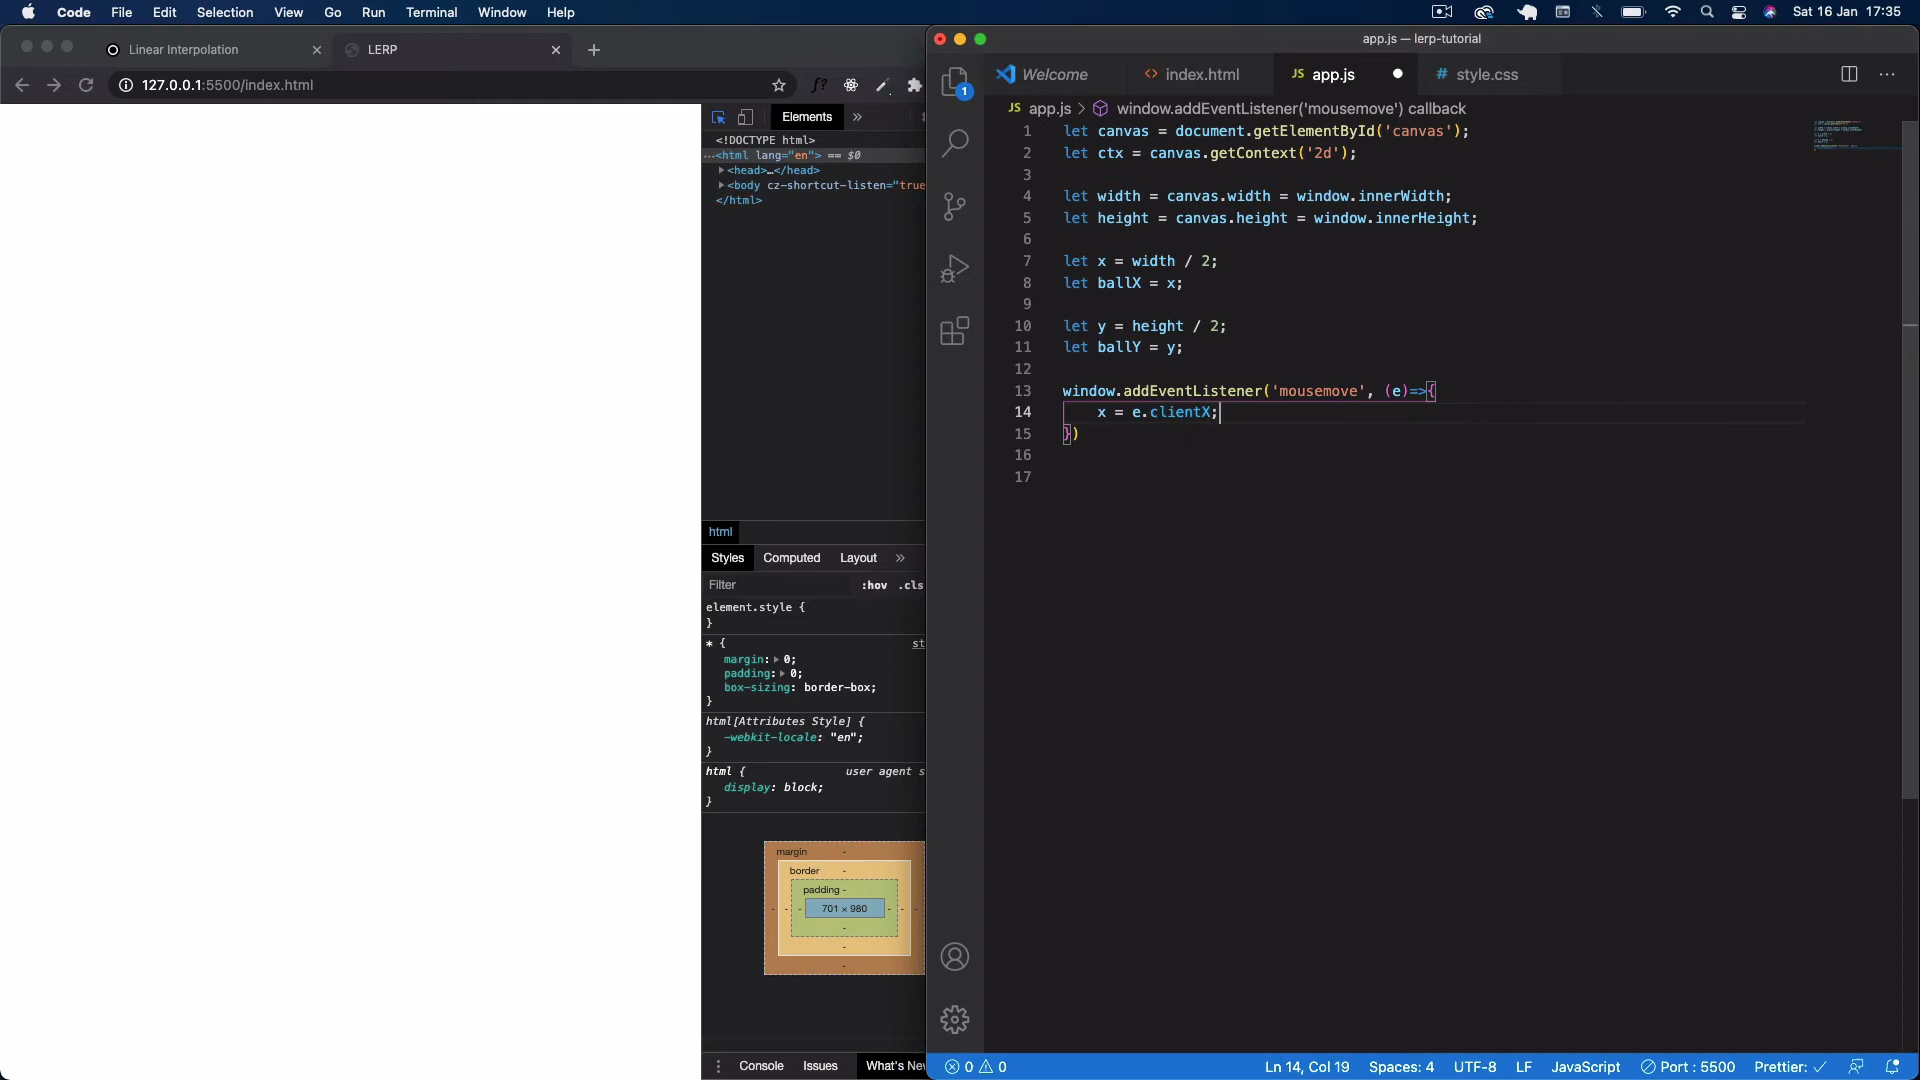 Code File Edit Selection View Go Run Terminal Window Help
Sat 16 Jan 17:35
Linear Interpolation
LERP
127.0.0.1:5500/index.html
Elements
<!DOCTYPE html>
<html lang="en"> == $0
<head>…</head>
<body cz-shortcut-listen="true
</html>
html
Styles Computed Layout
Filter
:hov .cls
element.style {
}
* {
st
margin: 0;
padding: 0;
box-sizing: border-box;
}
html[Attributes Style] {
-webkit-locale: "en";
}
html {
user agent s
display: block;
}
margin -
border -
padding -
- - - 701 × 980 - - -
-
-
-
Console Issues What's New
app.js — lerp-tutorial
1
Welcome
<> index.html
JS app.js
# style.css
JS app.js > window.addEventListener('mousemove') callback
1 let canvas = document.getElementById('canvas');
2 let ctx = canvas.getContext('2d');
3
4 let width = canvas.width = window.innerWidth;
5 let height = canvas.height = window.innerHeight;
6
7 let x = width / 2;
8 let ballX = x;
9
10 let y = height / 2;
11 let ballY = y;
12
13 window.addEventListener('mousemove', (e)=>{
14 x = e.clientX;
15 })
16
17
0 0
Ln 14, Col 19 Spaces: 4 UTF-8 LF JavaScript Port : 5500 Prettier: ✓